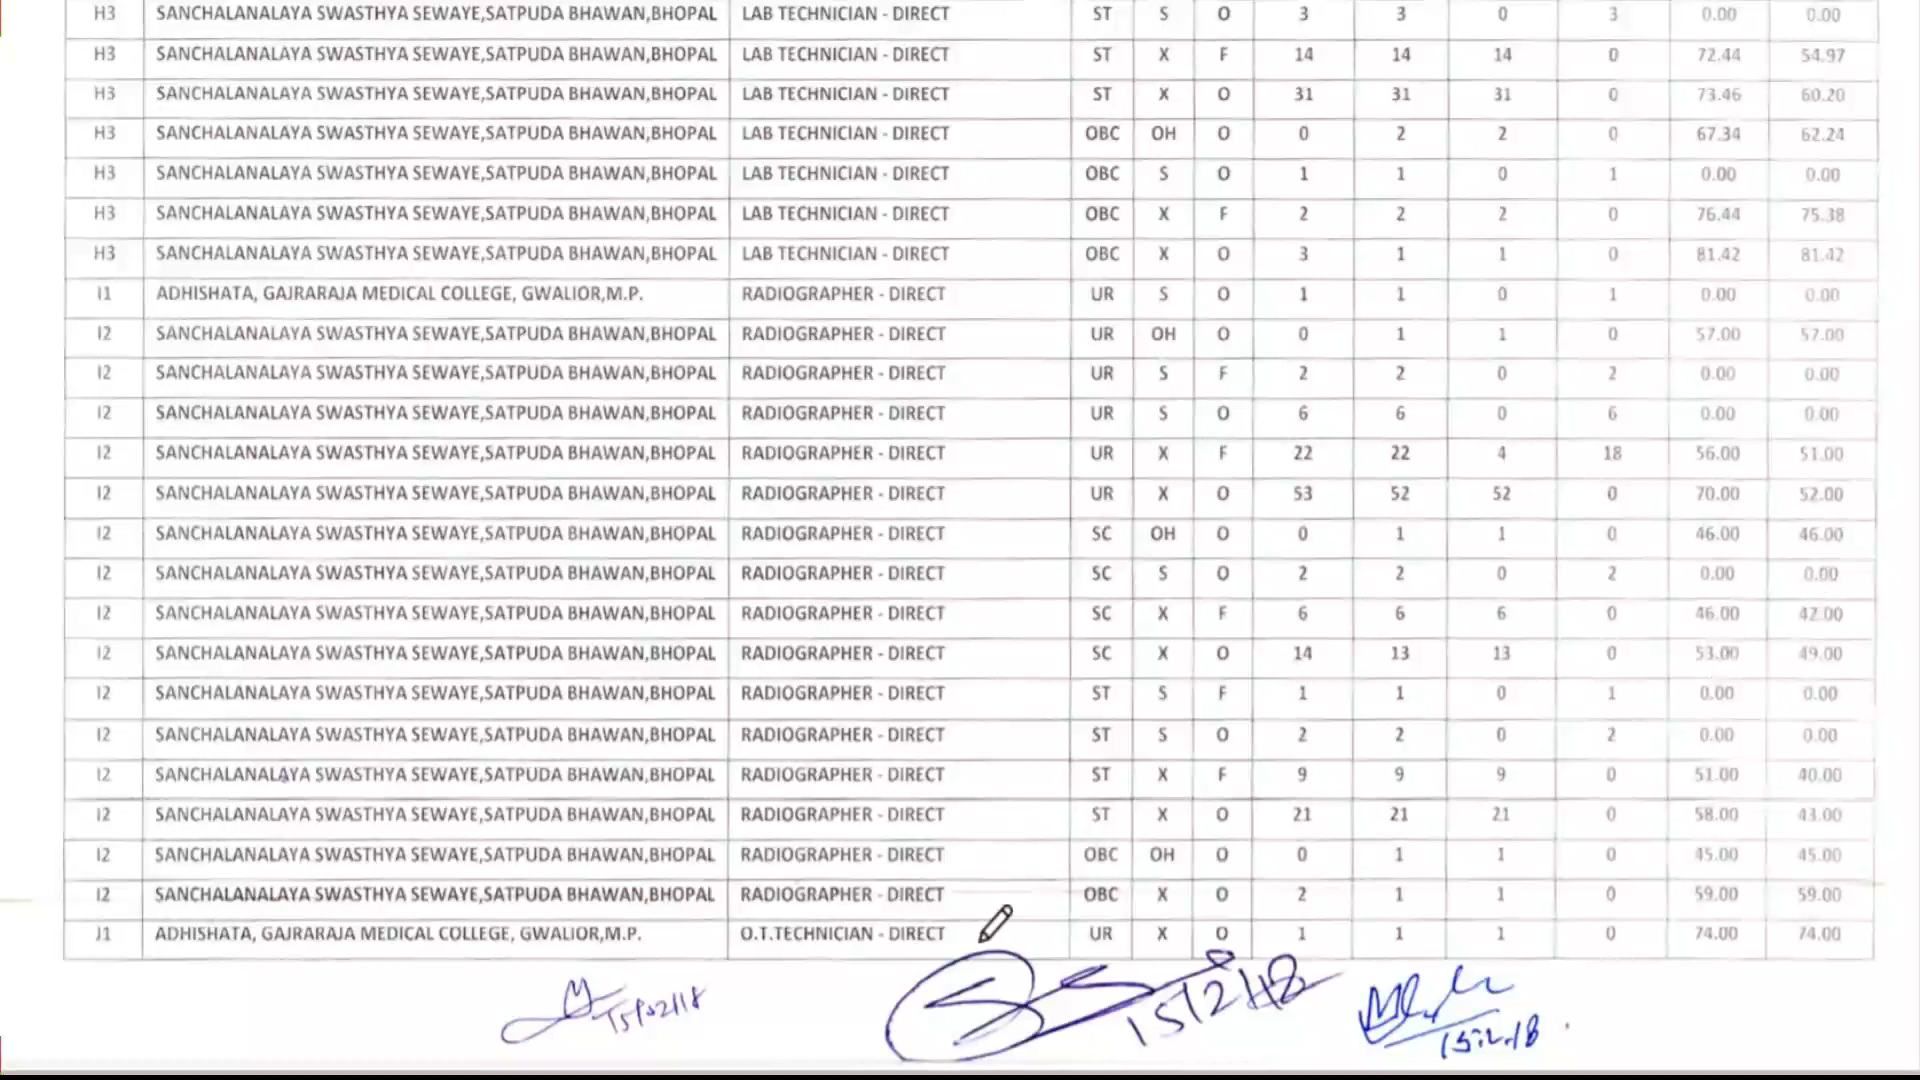 H3 SANCHALANALAYA SWASTHYA SEWAYE,SATPUDA BHAWAN,BHOPAL LAB TECHNICIAN - DIRECT ST S O 3 3 0 3 0.00 0.00
H3 SANCHALANALAYA SWASTHYA SEWAYE,SATPUDA BHAWAN,BHOPAL LAB TECHNICIAN - DIRECT ST X F 14 14 14 0 72.44 54.97
H3 SANCHALANALAYA SWASTHYA SEWAYE,SATPUDA BHAWAN,BHOPAL LAB TECHNICIAN - DIRECT ST X O 31 31 31 0 73.46 60.20
H3 SANCHALANALAYA SWASTHYA SEWAYE,SATPUDA BHAWAN,BHOPAL LAB TECHNICIAN - DIRECT OBC OH O 0 2 2 0 67.34 62.24
H3 SANCHALANALAYA SWASTHYA SEWAYE,SATPUDA BHAWAN,BHOPAL LAB TECHNICIAN - DIRECT OBC S O 1 1 0 1 0.00 0.00
H3 SANCHALANALAYA SWASTHYA SEWAYE,SATPUDA BHAWAN,BHOPAL LAB TECHNICIAN - DIRECT OBC X F 2 2 2 0 76.44 75.38
H3 SANCHALANALAYA SWASTHYA SEWAYE,SATPUDA BHAWAN,BHOPAL LAB TECHNICIAN - DIRECT OBC X O 3 1 1 0 81.42 81.42
I1 ADHISHATA, GAJRARAJA MEDICAL COLLEGE, GWALIOR,M.P. RADIOGRAPHER - DIRECT UR S O 1 1 0 1 0.00 0.00
I2 SANCHALANALAYA SWASTHYA SEWAYE,SATPUDA BHAWAN,BHOPAL RADIOGRAPHER - DIRECT UR OH O 0 1 1 0 57.00 57.00
I2 SANCHALANALAYA SWASTHYA SEWAYE,SATPUDA BHAWAN,BHOPAL RADIOGRAPHER - DIRECT UR S F 2 2 0 2 0.00 0.00
I2 SANCHALANALAYA SWASTHYA SEWAYE,SATPUDA BHAWAN,BHOPAL RADIOGRAPHER - DIRECT UR S O 6 6 0 6 0.00 0.00
I2 SANCHALANALAYA SWASTHYA SEWAYE,SATPUDA BHAWAN,BHOPAL RADIOGRAPHER - DIRECT UR X F 22 22 4 18 56.00 51.00
I2 SANCHALANALAYA SWASTHYA SEWAYE,SATPUDA BHAWAN,BHOPAL RADIOGRAPHER - DIRECT UR X O 53 52 52 0 70.00 52.00
I2 SANCHALANALAYA SWASTHYA SEWAYE,SATPUDA BHAWAN,BHOPAL RADIOGRAPHER - DIRECT SC OH O 0 1 1 0 46.00 46.00
I2 SANCHALANALAYA SWASTHYA SEWAYE,SATPUDA BHAWAN,BHOPAL RADIOGRAPHER - DIRECT SC S O 2 2 0 2 0.00 0.00
I2 SANCHALANALAYA SWASTHYA SEWAYE,SATPUDA BHAWAN,BHOPAL RADIOGRAPHER - DIRECT SC X F 6 6 6 0 46.00 42.00
I2 SANCHALANALAYA SWASTHYA SEWAYE,SATPUDA BHAWAN,BHOPAL RADIOGRAPHER - DIRECT SC X O 14 13 13 0 53.00 49.00
I2 SANCHALANALAYA SWASTHYA SEWAYE,SATPUDA BHAWAN,BHOPAL RADIOGRAPHER - DIRECT ST S F 1 1 0 1 0.00 0.00
I2 SANCHALANALAYA SWASTHYA SEWAYE,SATPUDA BHAWAN,BHOPAL RADIOGRAPHER - DIRECT ST S O 2 2 0 2 0.00 0.00
I2 SANCHALANALAYA SWASTHYA SEWAYE,SATPUDA BHAWAN,BHOPAL RADIOGRAPHER - DIRECT ST X F 9 9 9 0 51.00 40.00
I2 SANCHALANALAYA SWASTHYA SEWAYE,SATPUDA BHAWAN,BHOPAL RADIOGRAPHER - DIRECT ST X O 21 21 21 0 58.00 43.00
I2 SANCHALANALAYA SWASTHYA SEWAYE,SATPUDA BHAWAN,BHOPAL RADIOGRAPHER - DIRECT OBC OH O 0 1 1 0 45.00 45.00
I2 SANCHALANALAYA SWASTHYA SEWAYE,SATPUDA BHAWAN,BHOPAL RADIOGRAPHER - DIRECT OBC X O 2 1 1 0 59.00 59.00
J1 ADHISHATA, GAJRARAJA MEDICAL COLLEGE, GWALIOR,M.P. O.T.TECHNICIAN - DIRECT UR X O 1 1 1 0 74.00 74.00